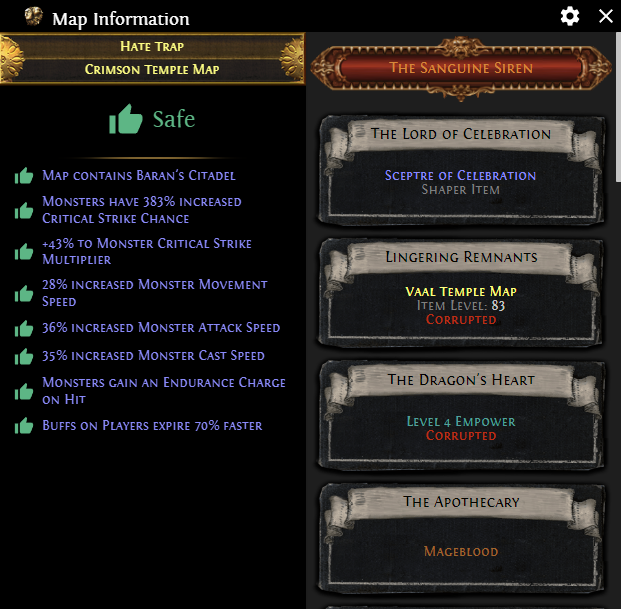 Map Information
Hate Trap
Crimson Temple Map
Safe
Map contains Baran's Citadel
Monsters have 383% increased
Critical Strike Chance
+43% to Monster Critical Strike
Multiplier
28% increased Monster Movement
Speed
36% increased Monster Attack Speed
35% increased Monster Cast Speed
Monsters gain an Endurance Charge
on Hit
Buffs on Players expire 70% faster
The Sanguine Siren
The Lord of Celebration
Sceptre of Celebration
Shaper Item
Lingering Remnants
Vaal Temple Map
Item Level: 83
Corrupted
The Dragon's Heart
Level 4 Empower
Corrupted
The Apothecary
Mageblood